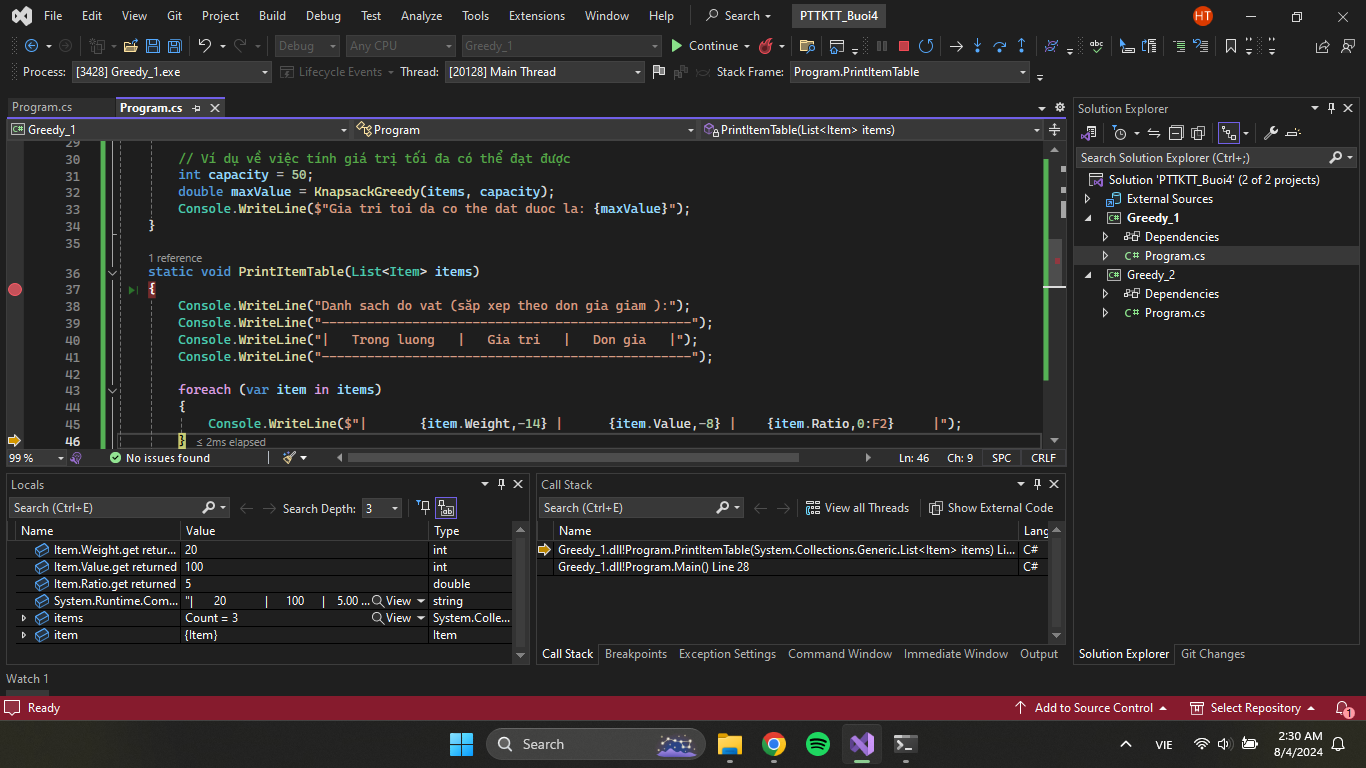 File Edit View Git Project Build Debug Test Analyze Tools Extensions Window Help Search PTTKTT_Buoi4 HT
Debug Any CPU Greedy_1 Continue
Process: [3428] Greedy_1.exe Lifecycle Events Thread: [20128] Main Thread Stack Frame: Program.PrintItemTable
Program.cs Program.cs
Greedy_1 Program PrintItemTable(List<Item> items)
29
30 // Ví dụ về việc tính giá trị tối đa có thể đạt được
31 int capacity = 50;
32 double maxValue = KnapsackGreedy(items, capacity);
33 Console.WriteLine($"Gia tri toi da co the dat duoc la: {maxValue}");
34 }
35
1 reference
36 static void PrintItemTable(List<Item> items)
37 {
38 Console.WriteLine("Danh sach do vat (sắp xep theo don gia giam ):");
39 Console.WriteLine("------------------------------------------------");
40 Console.WriteLine("|   Trong luong   |   Gia tri   |   Don gia   |");
41 Console.WriteLine("------------------------------------------------");
42
43 foreach (var item in items)
44 {
45 Console.WriteLine($"|       {item.Weight,-14} |      {item.Value,-8} |    {item.Ratio,0:F2}     |");
46 } ≤ 2ms elapsed
99 % No issues found Ln: 46 Ch: 9 SPC CRLF
Locals
Search (Ctrl+E) Search Depth: 3
Name Value Type
Item.Weight.get retur... 20 int
Item.Value.get returned 100 int
Item.Ratio.get returned 5 double
System.Runtime.Com... "|       20             |      100      |    5.00 ... View string
items Count = 3 View System.Colle...
item {Item} Item
Watch 1
Call Stack
Search (Ctrl+E) View all Threads Show External Code
Name Lang
Greedy_1.dll!Program.PrintItemTable(System.Collections.Generic.List<Item> items) Li... C#
Greedy_1.dll!Program.Main() Line 28 C#
Call Stack Breakpoints Exception Settings Command Window Immediate Window Output
Solution Explorer
Search Solution Explorer (Ctrl+;)
Solution 'PTTKTT_Buoi4' (2 of 2 projects)
External Sources
Greedy_1
Dependencies
C# Program.cs
Greedy_2
Dependencies
C# Program.cs
Solution Explorer Git Changes
Ready Add to Source Control Select Repository 1
Search VIE 2:30 AM
8/4/2024